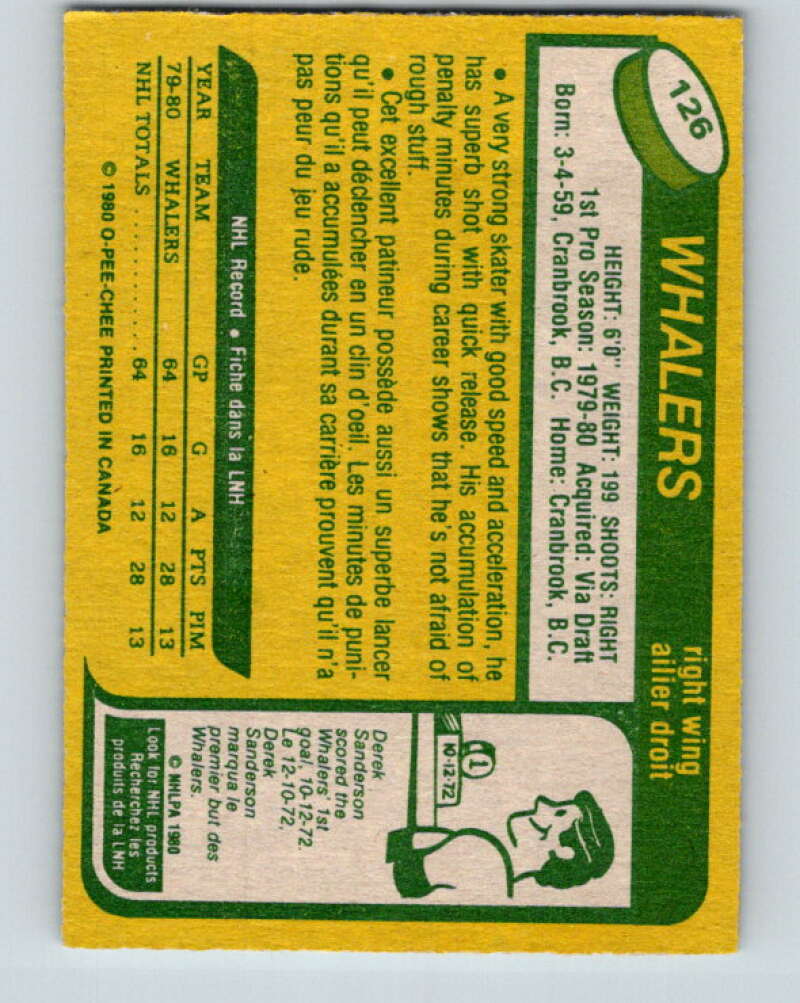 126
WHALERS
right wing
ailier droit
HEIGHT: 6'0" WEIGHT: 199 SHOOTS: RIGHT
1st Pro Season: 1979-80 Acquired: Via Draft
Born: 3-4-59, Cranbrook, B.C. Home: Cranbrook, B.C.
• A very strong skater with good speed and acceleration, he
has superb shot with quick release. His accumulation of
penalty minutes during career shows that he's not afraid of
rough stuff.
• Cet excellent patineur possède aussi un superbe lancer
qu'il peut déclencher en un clin d'oeil. Les minutes de puni-
tions qu'il a accumulées durant sa carrière prouvent qu'il n'a
pas peur du jeu rude.
NHL Record • Fiche dans la LNH
YEAR TEAM GP G A PTS PIM
79-80 WHALERS 64 16 12 28 13
NHL TOTALS .......... 64 16 12 28 13
© 1980 O-PEE-CHEE PRINTED IN CANADA
1
10-12-72
Derek
Sanderson
scored the
Whalers' 1st
goal, 10-12-72.
Le 12-10-72,
Derek
Sanderson
marqua le
premier but des
Whalers.
© NHLPA 1980
Look for NHL products
Recherchez les
produits de la LNH